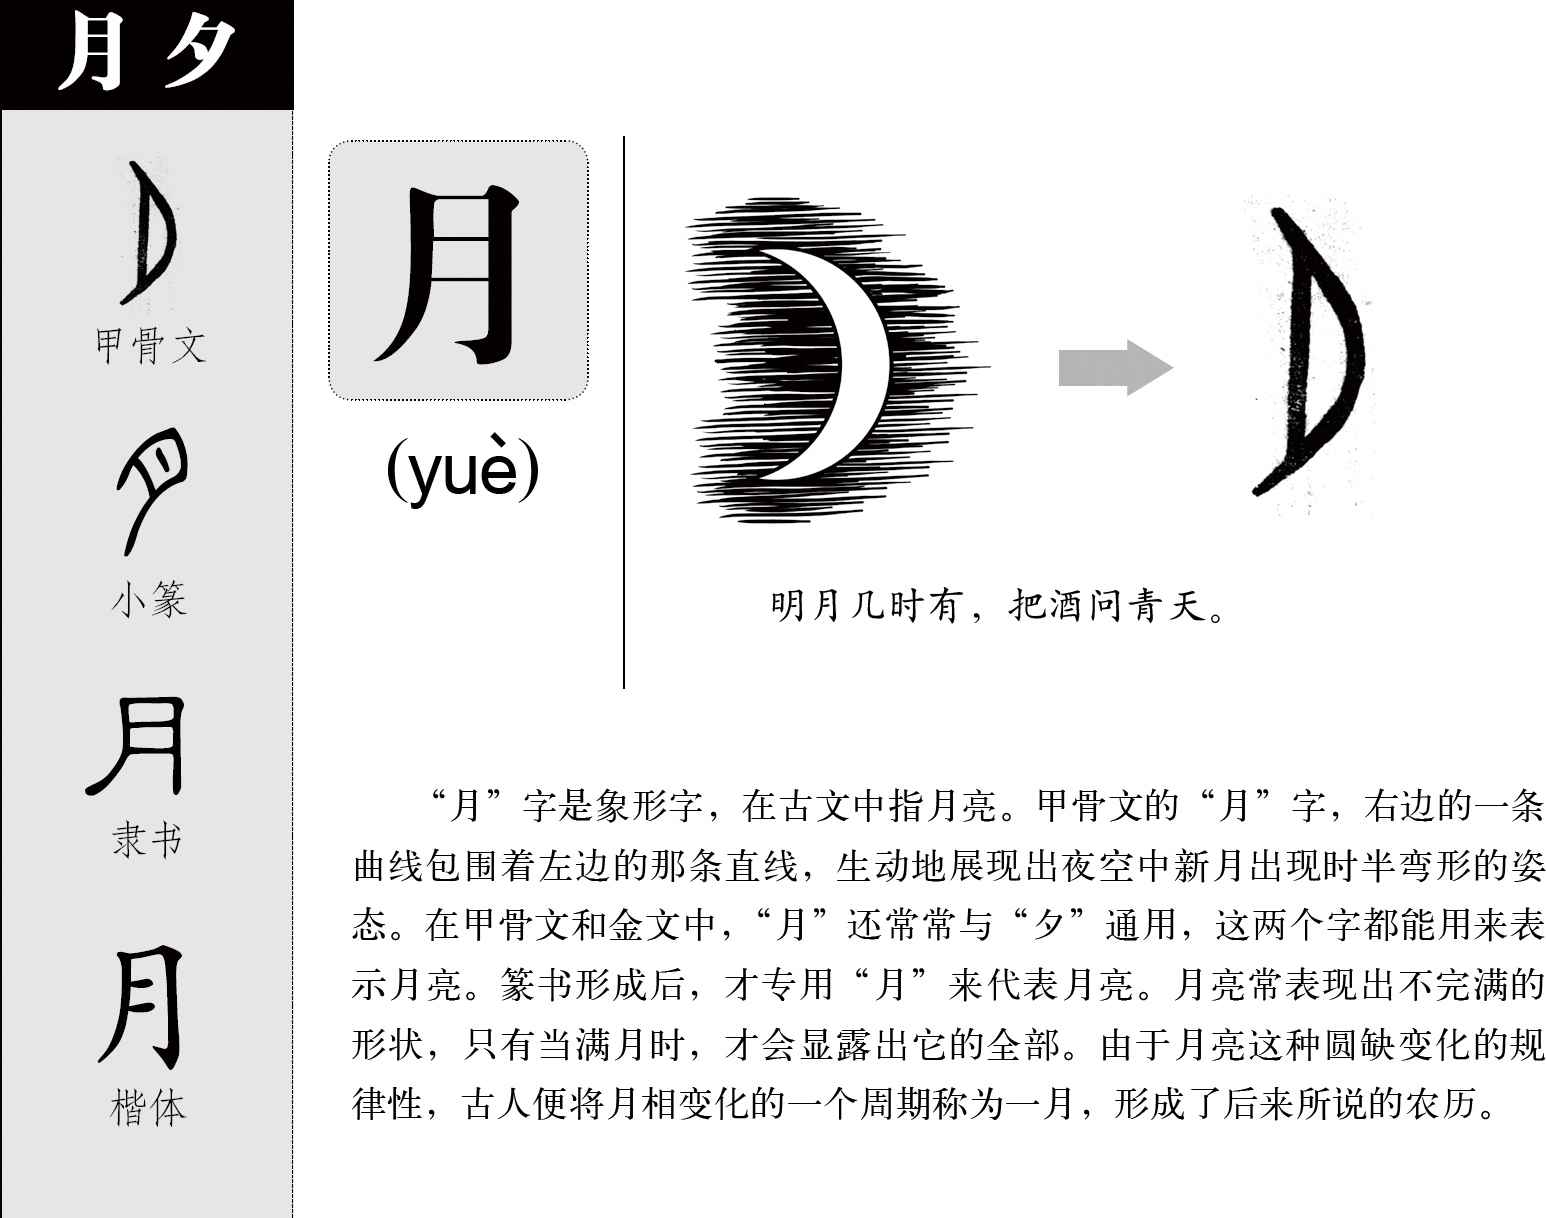 月 夕
甲骨文
小篆
隶书
楷体
月
(yuè)
明月几时有，把酒问青天。
“月”字是象形字，在古文中指月亮。甲骨文的“月”字，右边的一条
曲线包围着左边的那条直线，生动地展现出夜空中新月出现时半弯形的姿
态。在甲骨文和金文中，“月”还常常与“夕”通用，这两个字都能用来表
示月亮。篆书形成后，才专用“月”来代表月亮。月亮常表现出不完满的
形状，只有当满月时，才会显露出它的全部。由于月亮这种圆缺变化的规
律性，古人便将月相变化的一个周期称为一月，形成了后来所说的农历。